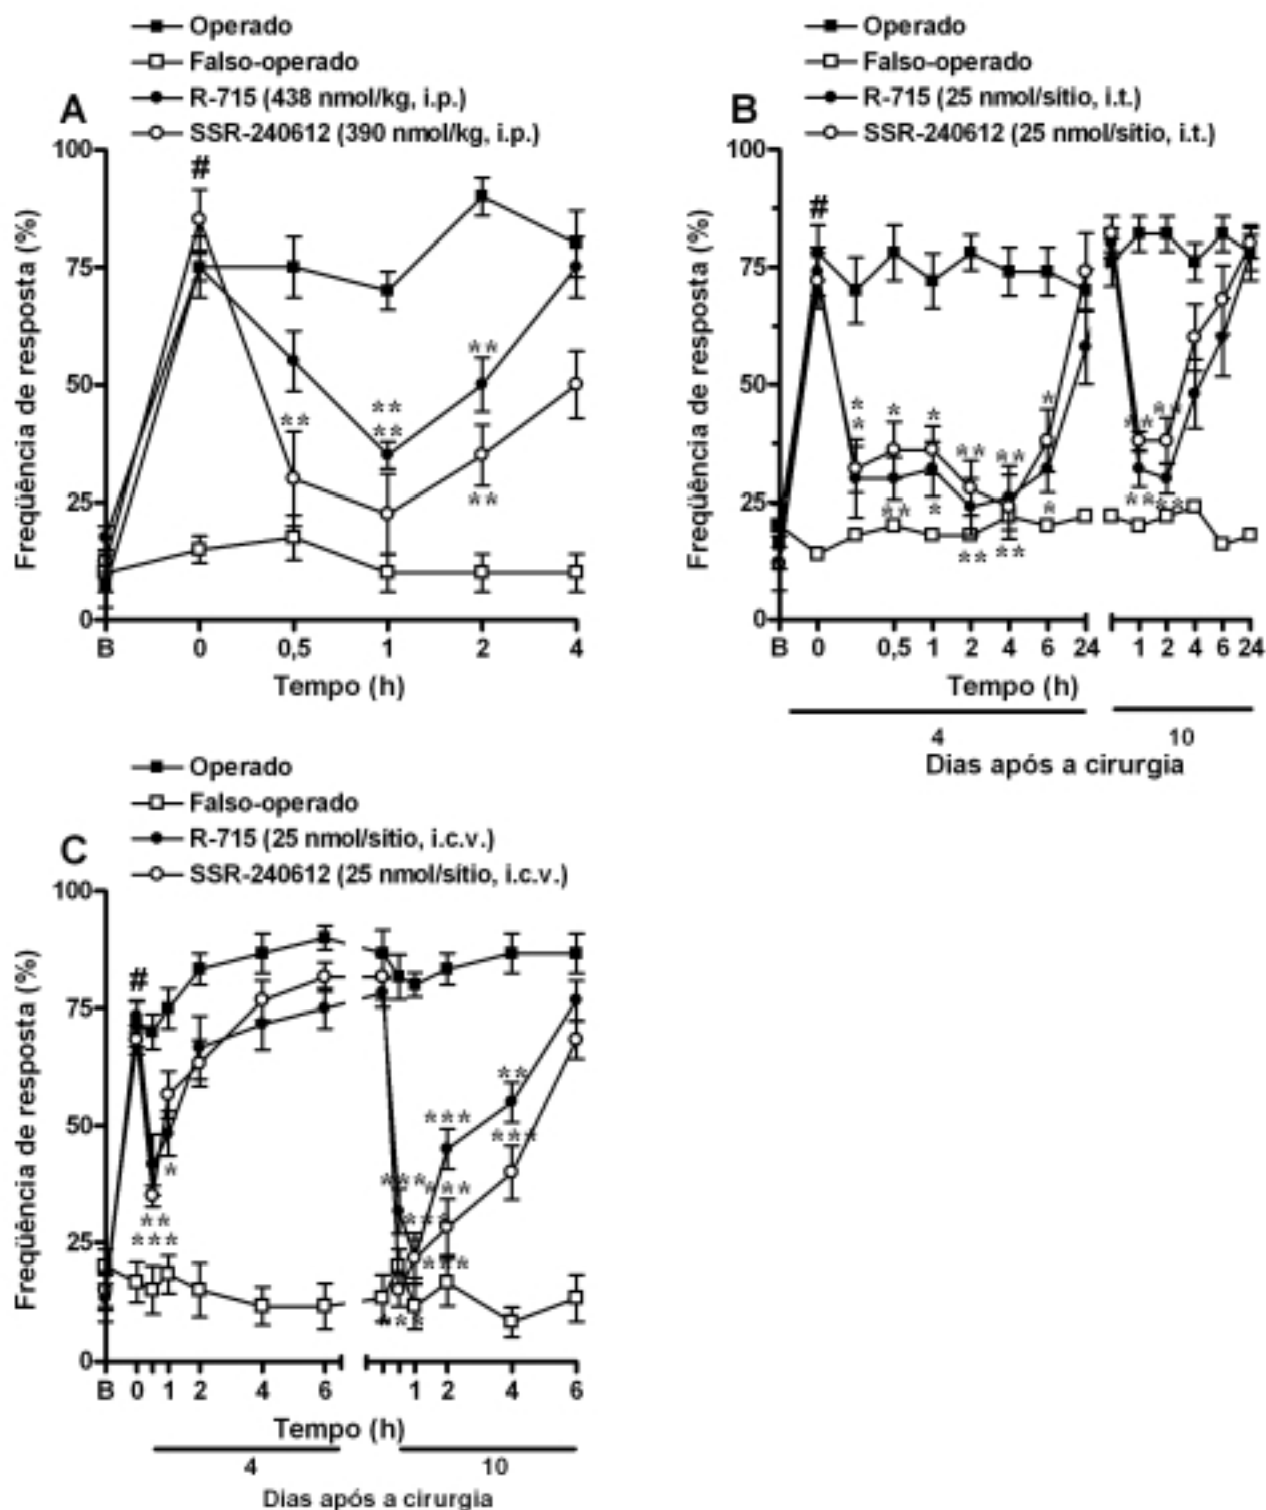 Operado
Falso-operado
A
R-715 (438 nmol/kg, i.p.)
SSR-240612 (390 nmol/kg, i.p.)
Freqüência de resposta (%)
100
75
50
25
0
#
**
**
**
**
**
B 0 0,5 1 2 4
Tempo (h)
Operado
Falso-operado
B
R-715 (25 nmol/sítio, i.t.)
SSR-240612 (25 nmol/sítio, i.t.)
Freqüência de resposta (%)
100
75
50
25
0
#
*
*
*
*
**
**
*
**
**
**
*
**
**
*
**
**
B 0 0,5 1 2 4 6 24 1 2 4 6 24
Tempo (h)
4 10
Dias após a cirurgia
Operado
Falso-operado
C
R-715 (25 nmol/sítio, i.c.v.)
SSR-240612 (25 nmol/sítio, i.c.v.)
Freqüência de resposta (%)
100
75
50
25
0
#
*
**
***
***
***
**
***
***
B 0 1 2 4 6 1 2 4 6
Tempo (h)
4 10
Dias após a cirurgia